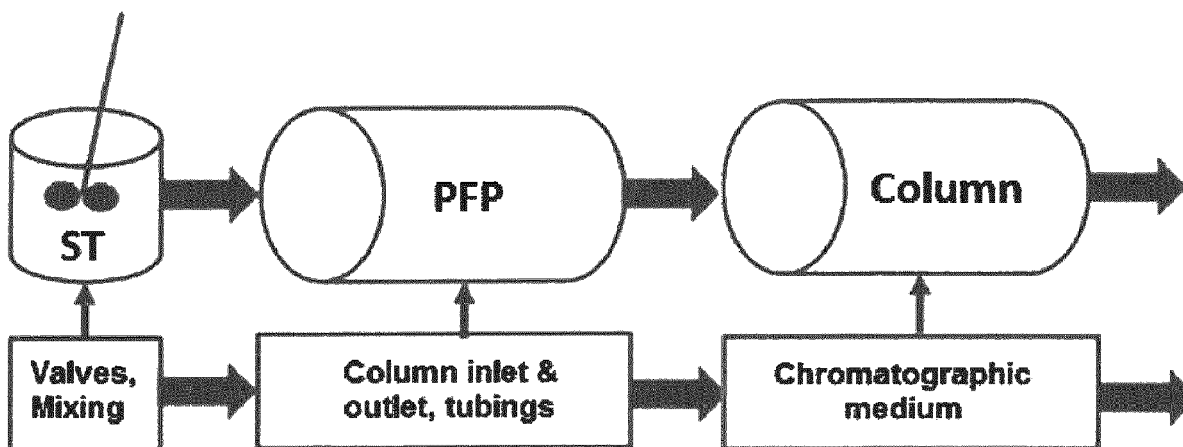 ST
PFP
Column
Valves,
Mixing
Column inlet &
outlet, tubings
Chromatographic
medium